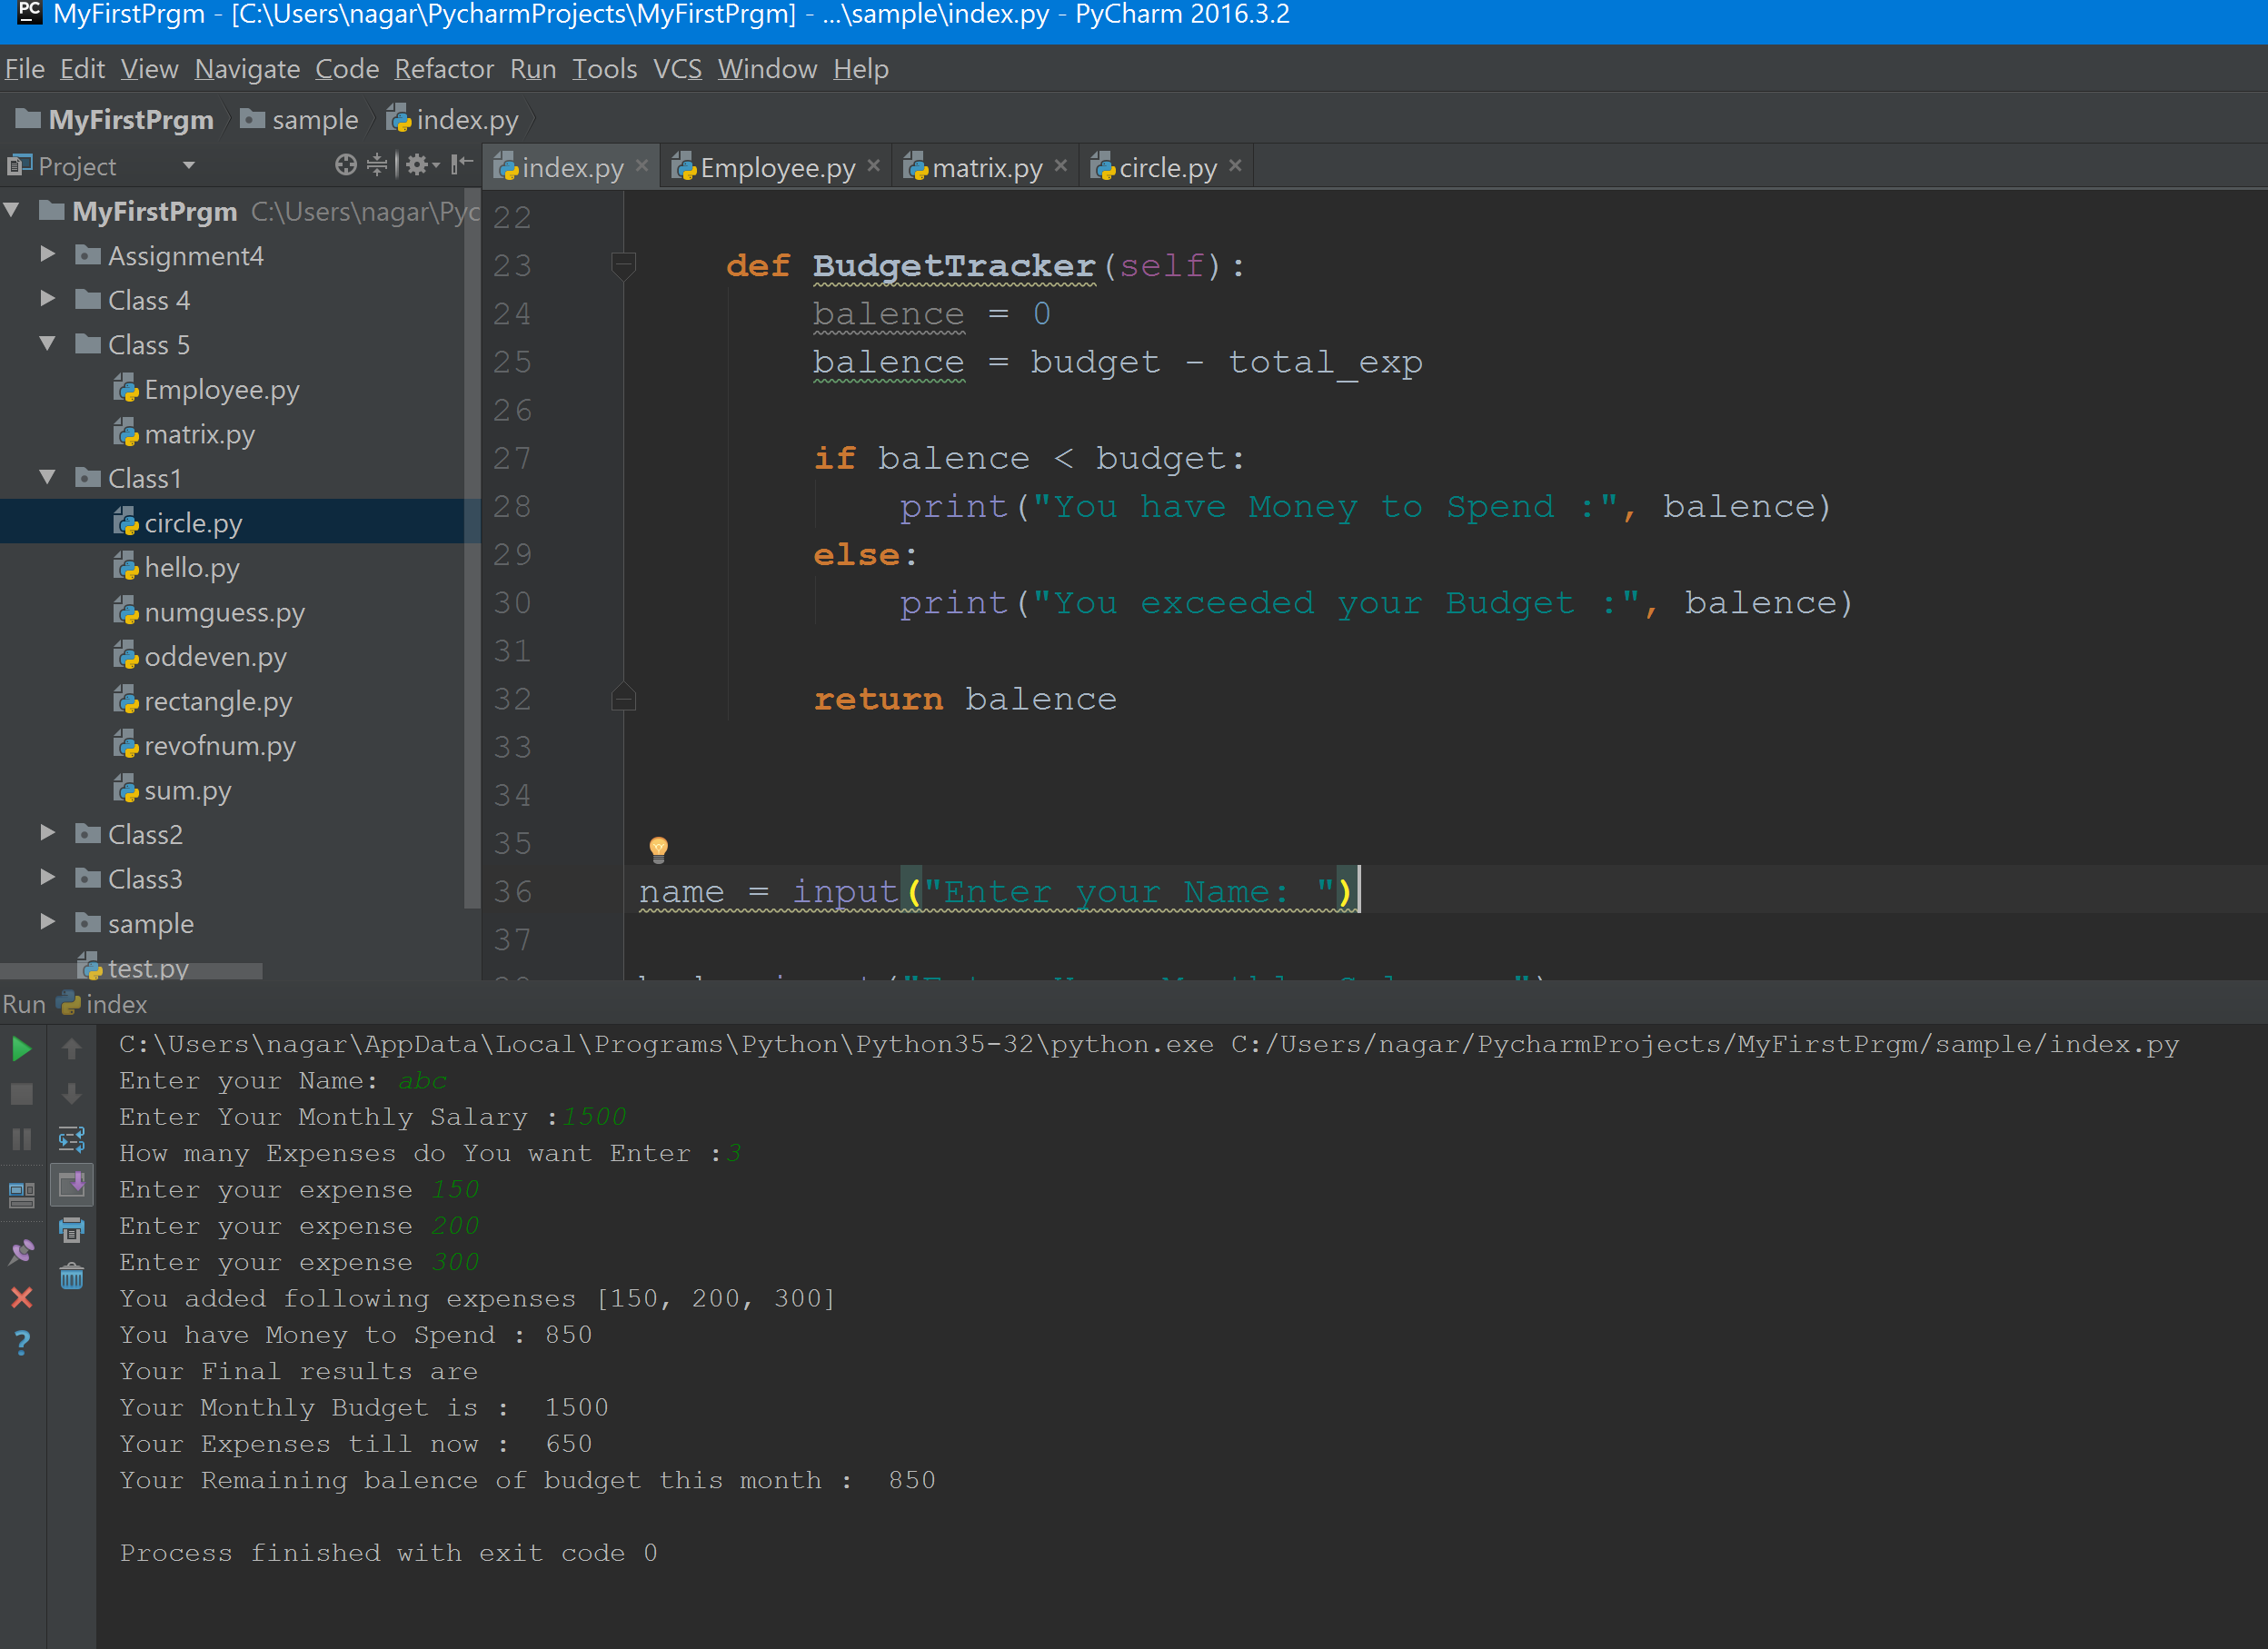 MyFirstPrgm - [C:\Users\nagar\PycharmProjects\MyFirstPrgm] - ...\sample\index.py - PyCharm 2016.3.2
File Edit View Navigate Code Refactor Run Tools VCS Window Help
MyFirstPrgm sample index.py
Project
index.py Employee.py matrix.py circle.py
MyFirstPrgm C:\Users\nagar\Pyc
Assignment4
Class 4
Class 5
Employee.py
matrix.py
Class1
circle.py
hello.py
numguess.py
oddeven.py
rectangle.py
revofnum.py
sum.py
Class2
Class3
sample
test.py
22
23 def BudgetTracker(self):
24 balence = 0
25 balence = budget - total_exp
26
27 if balence < budget:
28 print("You have Money to Spend :", balence)
29 else:
30 print("You exceeded your Budget :", balence)
31
32 return balence
33
34
35
36 name = input("Enter your Name: ")
37
Run index
C:\Users\nagar\AppData\Local\Programs\Python\Python35-32\python.exe C:/Users/nagar/PycharmProjects/MyFirstPrgm/sample/index.py
Enter your Name: abc
Enter Your Monthly Salary :1500
How many Expenses do You want Enter :3
Enter your expense 150
Enter your expense 200
Enter your expense 300
You added following expenses [150, 200, 300]
You have Money to Spend : 850
Your Final results are
Your Monthly Budget is :  1500
Your Expenses till now :  650
Your Remaining balence of budget this month :  850
Process finished with exit code 0